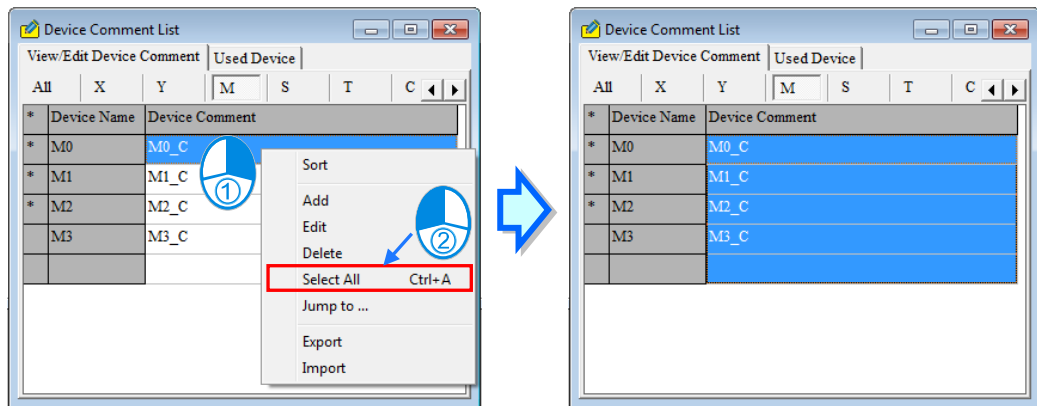 Device Comment List
View/Edit Device Comment Used Device
All X Y M S T C
* Device Name Device Comment
* M0 M0_C
* M1 M1_C
* M2 M2_C
M3 M3_C
1
Sort
Add
Edit
Delete
Select All Ctrl+A
Jump to ...
Export
Import
2
Device Comment List
View/Edit Device Comment Used Device
All X Y M S T C
* Device Name Device Comment
* M0 M0_C
* M1 M1_C
* M2 M2_C
M3 M3_C